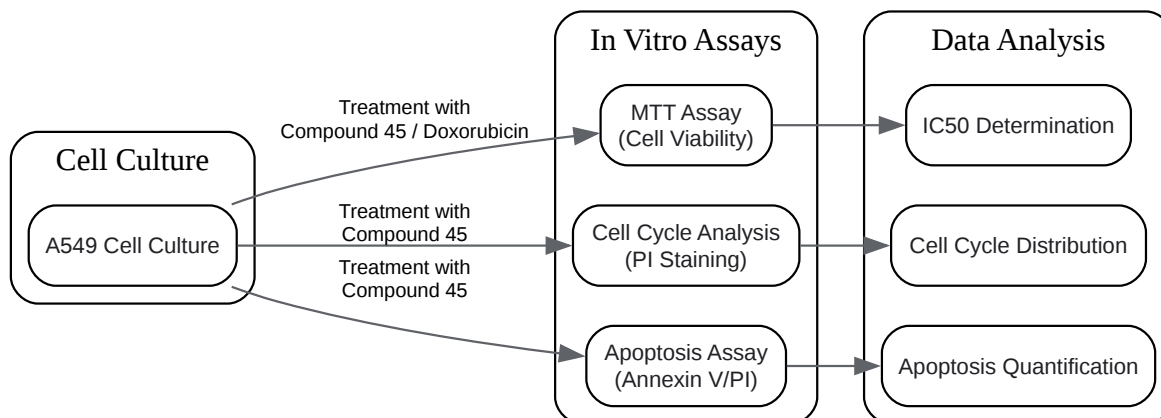 Cell Culture
A549 Cell Culture
Treatment with
Compound 45 / Doxorubicin
Treatment with
Compound 45
Treatment with
Compound 45
In Vitro Assays
MTT Assay
(Cell Viability)
Cell Cycle Analysis
(PI Staining)
Apoptosis Assay
(Annexin V/PI)
Data Analysis
IC50 Determination
Cell Cycle Distribution
Apoptosis Quantification